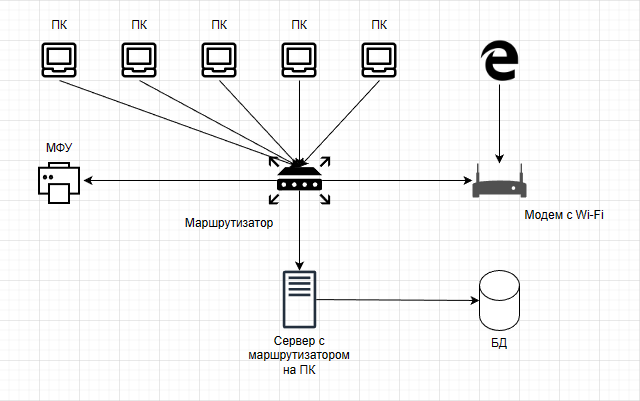 ПК
ПК
ПК
ПК
ПК
МФУ
Маршрутизатор
Модем с Wi-Fi
Сервер с
маршрутизатором
на ПК
БД